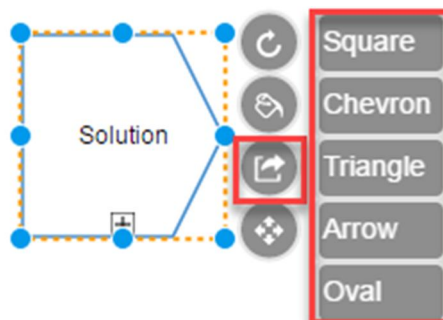 Solution
Square
Chevron
Triangle
Arrow
Oval